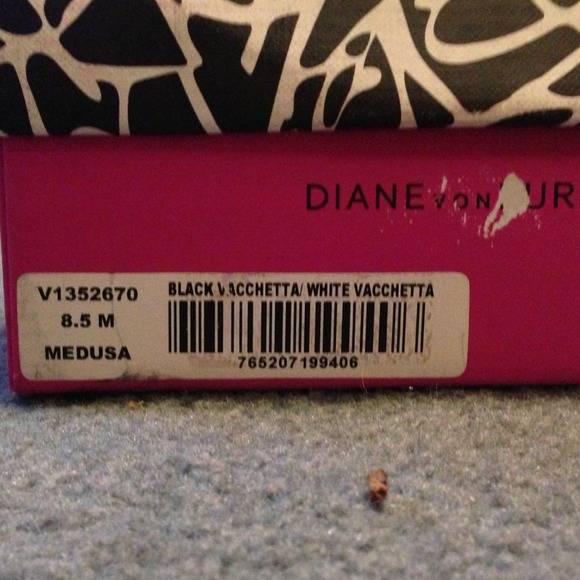 DIANE VON
V1352670
8.5 M
MEDUSA
BLACK VACCHETTA/ WHITE VACCHETTA
765207199406